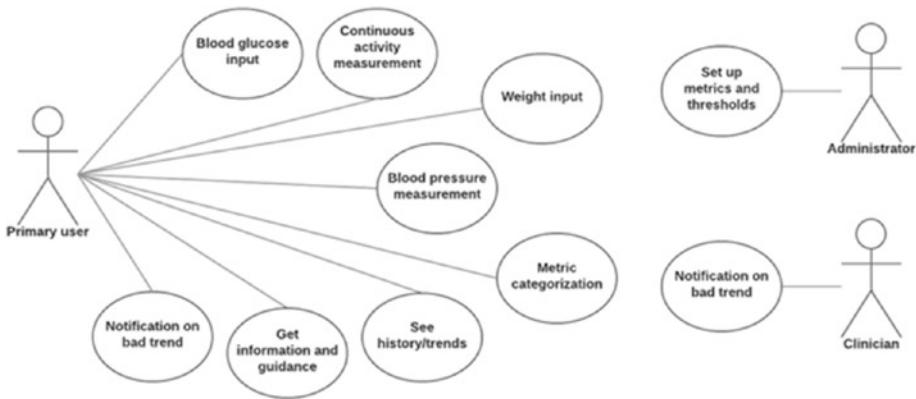 Blood glucose
input
Continuous
activity
measurement
Weight input
Set up
metrics and
thresholds
Administrator
Primary user
Blood pressure
measurement
Metric
categorization
Notification on
bad trend
Clinician
Notification on
bad trend
Get
information and
guidance
See
history/trends